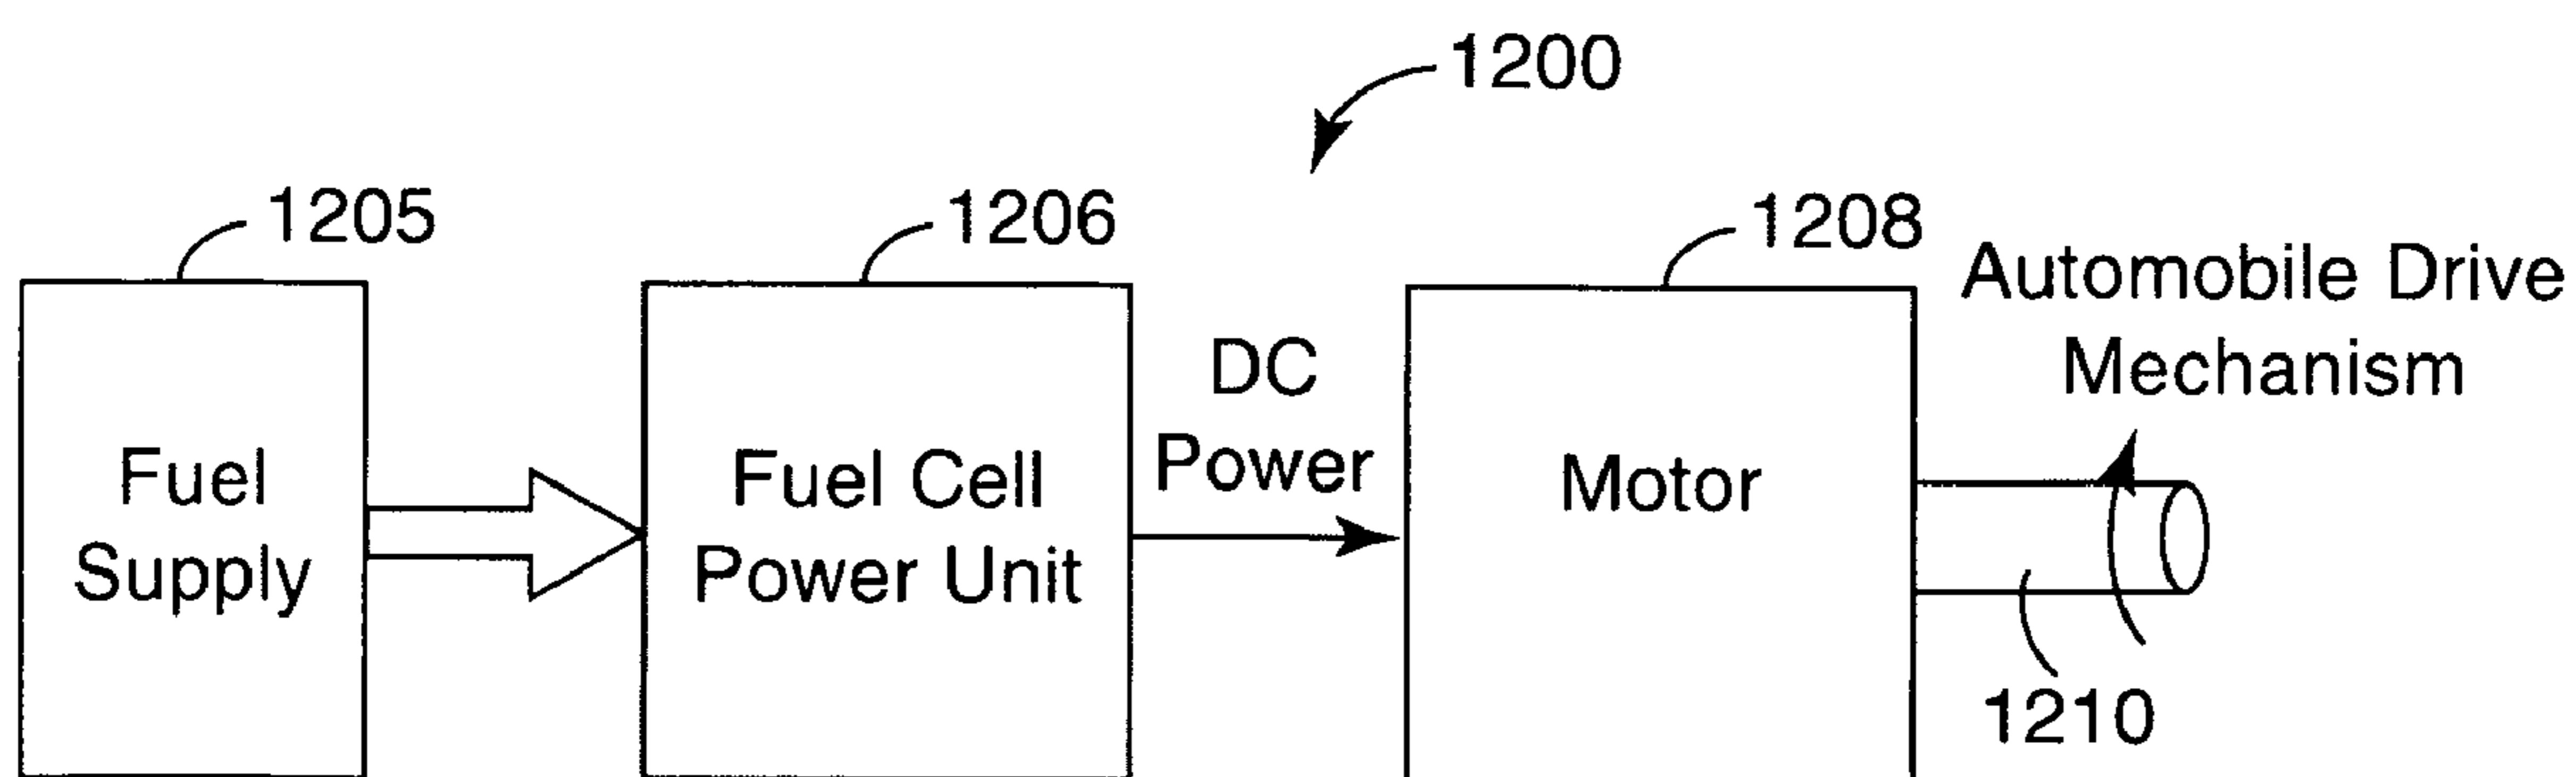 1200
1205
1206
1208
Automobile Drive
Mechanism
DC
Power
Fuel
Supply
Fuel Cell
Power Unit
Motor
1210